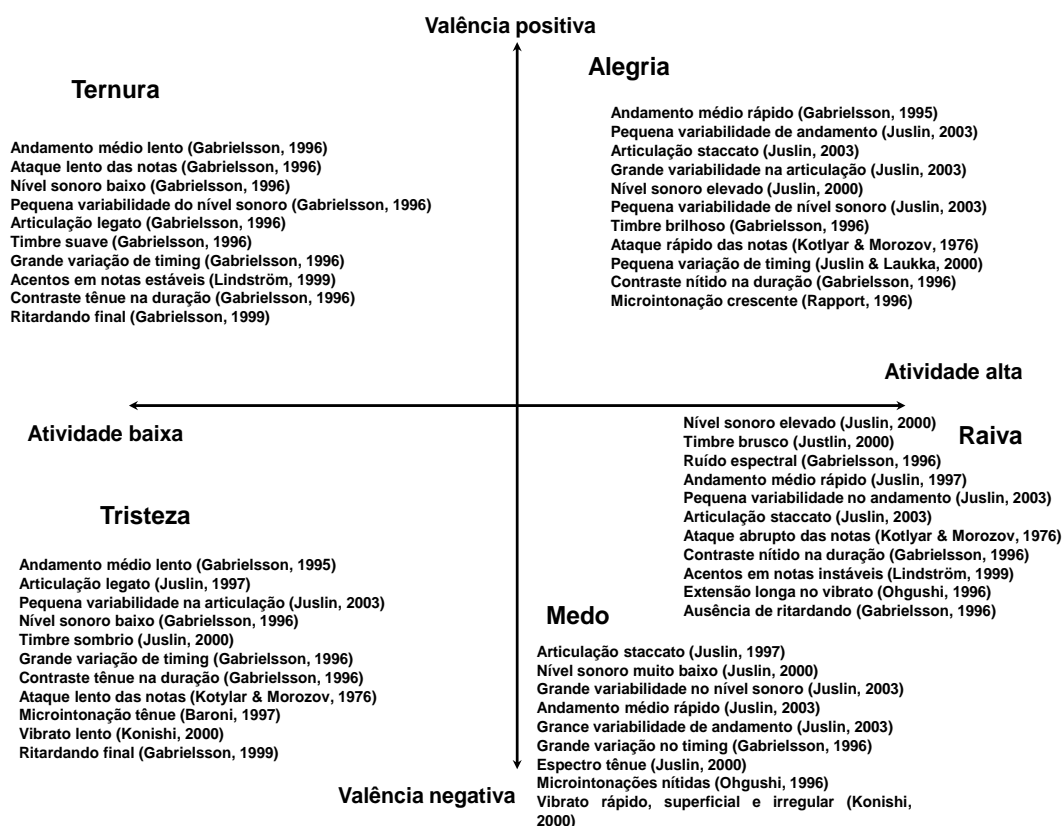 Valência positiva
Ternura
Andamento médio lento (Gabrielsson, 1996)
Ataque lento das notas (Gabrielsson, 1996)
Nível sonoro baixo (Gabrielsson, 1996)
Pequena variabilidade do nível sonoro (Gabrielsson, 1996)
Articulação legato (Gabrielsson, 1996)
Timbre suave (Gabrielsson, 1996)
Grande variação de timing (Gabrielsson, 1996)
Acentos em notas estáveis (Lindström, 1999)
Contraste tênue na duração (Gabrielsson, 1996)
Ritardando final (Gabrielsson, 1999)
Alegria
Andamento médio rápido (Gabrielsson, 1995)
Pequena variabilidade de andamento (Juslin, 2003)
Articulação staccato (Juslin, 2003)
Grande variabilidade na articulação (Juslin, 2003)
Nível sonoro elevado (Juslin, 2000)
Pequena variabilidade de nível sonoro (Juslin, 2003)
Timbre brilhoso (Gabrielsson, 1996)
Ataque rápido das notas (Kotlyar & Morozov, 1976)
Pequena variação de timing (Juslin & Laukka, 2000)
Contraste nítido na duração (Gabrielsson, 1996)
Microintonação crescente (Rapport, 1996)
Atividade alta
Atividade baixa
Raiva
Nível sonoro elevado (Juslin, 2000)
Timbre brusco (Justlin, 2000)
Ruído espectral (Gabrielsson, 1996)
Andamento médio rápido (Juslin, 1997)
Pequena variabilidade no andamento (Juslin, 2003)
Articulação staccato (Juslin, 2003)
Ataque abrupto das notas (Kotlyar & Morozov, 1976)
Contraste nítido na duração (Gabrielsson, 1996)
Acentos em notas instáveis (Lindström, 1999)
Extensão longa no vibrato (Ohgushi, 1996)
Ausência de ritardando (Gabrielsson, 1996)
Tristeza
Andamento médio lento (Gabrielsson, 1995)
Articulação legato (Juslin, 1997)
Pequena variabilidade na articulação (Juslin, 2003)
Nível sonoro baixo (Gabrielsson, 1996)
Timbre sombrio (Juslin, 2000)
Grande variação de timing (Gabrielsson, 1996)
Contraste tênue na duração (Gabrielsson, 1996)
Ataque lento das notas (Kotylar & Morozov, 1976)
Microintonação tênue (Baroni, 1997)
Vibrato lento (Konishi, 2000)
Ritardando final (Gabrielsson, 1999)
Medo
Articulação staccato (Juslin, 1997)
Nível sonoro muito baixo (Juslin, 2000)
Grande variabilidade no nível sonoro (Juslin, 2003)
Andamento médio rápido (Juslin, 2003)
Grance variabilidade de andamento (Juslin, 2003)
Grande variação no timing (Gabrielsson, 1996)
Espectro tênue (Juslin, 2000)
Microintonações nítidas (Ohgushi, 1996)
Vibrato rápido, superficial e irregular (Konishi,
2000)
Valência negativa